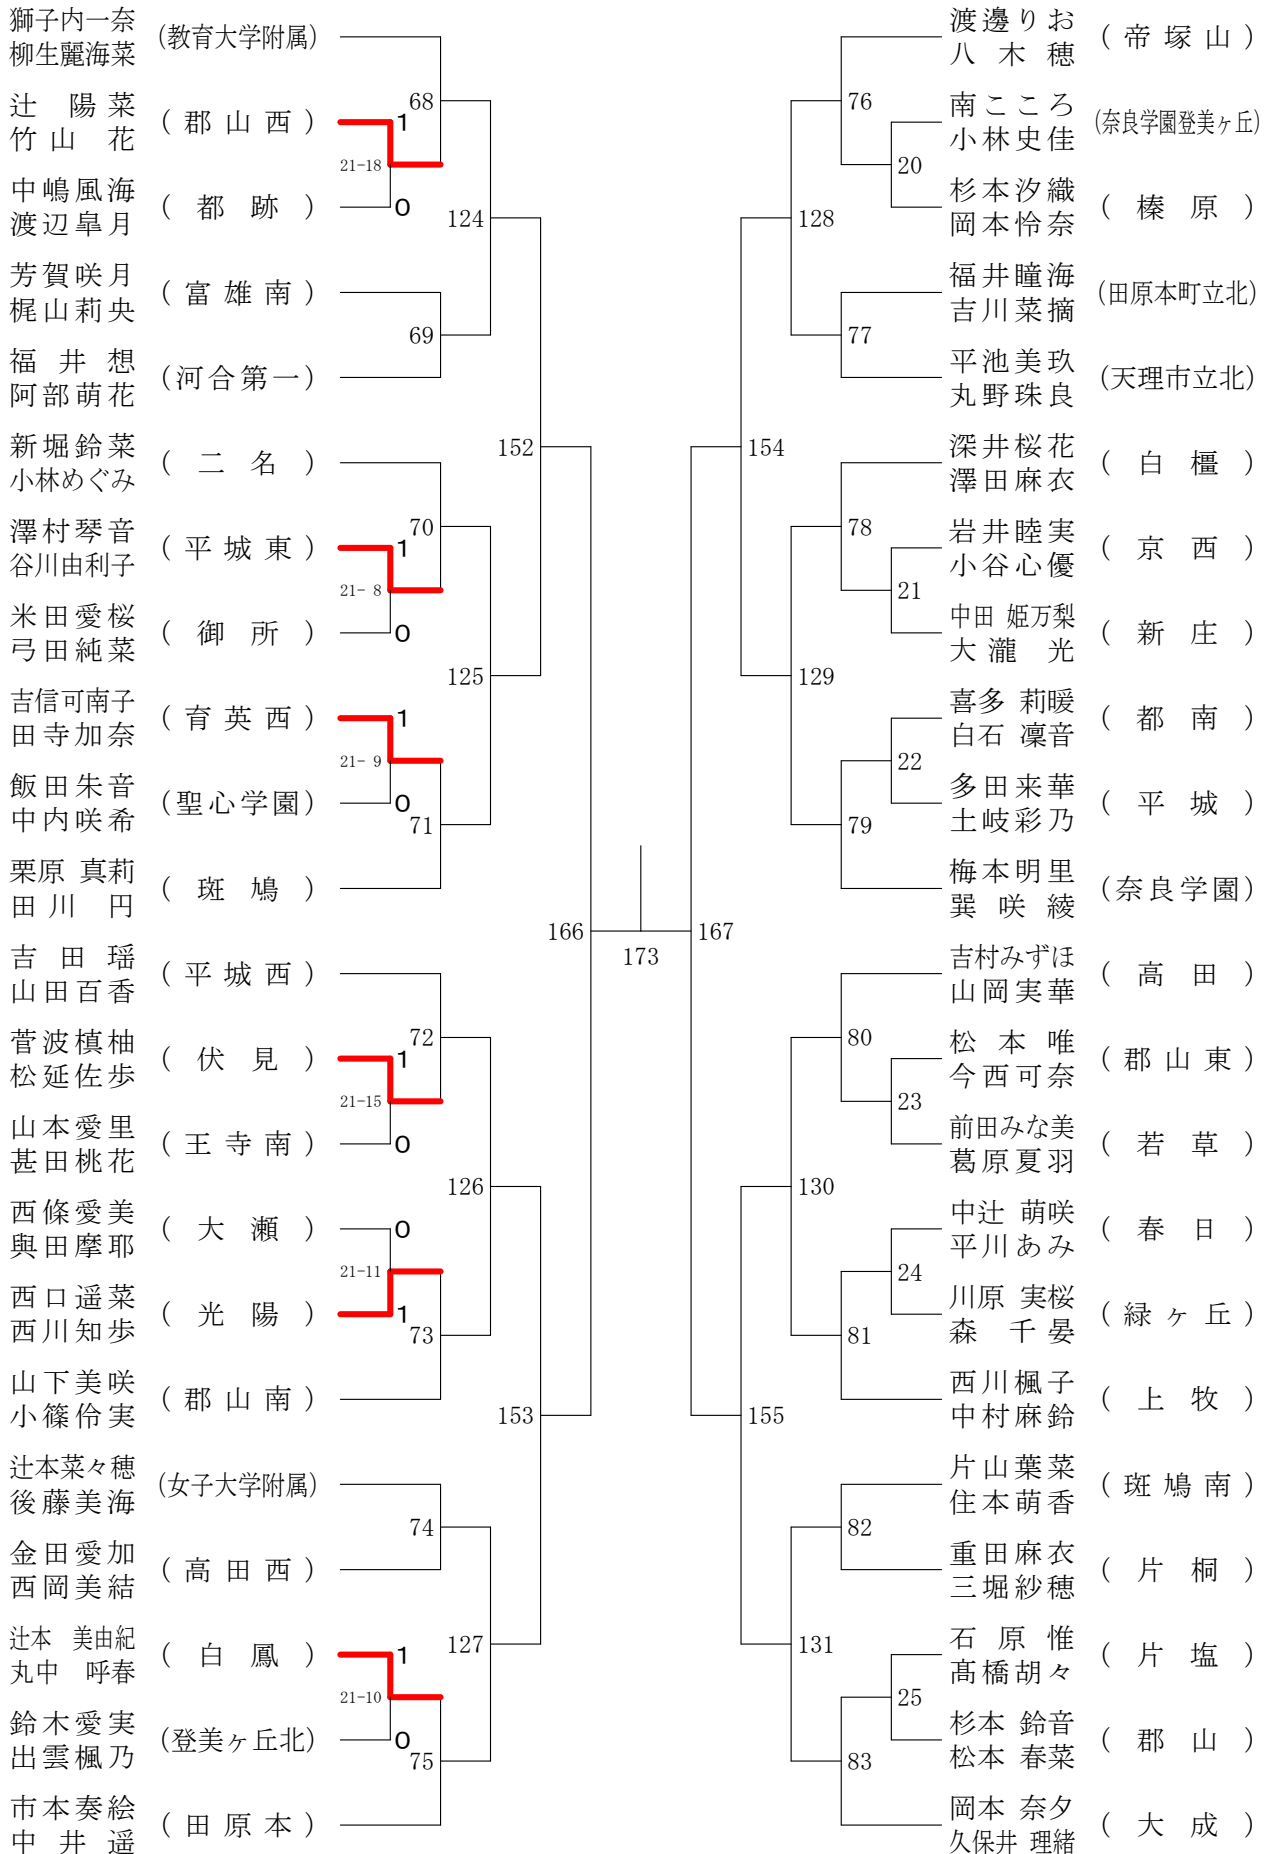 獅子内一奈
柳生麗海菜
(教育大学附属)
68
辻 陽菜
竹山 花
(郡山西)
1
21-18
中嶋風海
渡辺皐月
(都跡)
0
124
芳賀咲月
梶山莉央
(富雄南)
69
福井想
阿部萌花
(河合第一)
152
新堀鈴菜
小林めぐみ
(二名)
70
澤村琴音
谷川由利子
(平城東)
1
21- 8
米田愛桜
弓田純菜
(御所)
0
125
吉信可南子
田寺加奈
(育英西)
1
21- 9
飯田朱音
中内咲希
(聖心学園)
0
71
栗原 真莉
田川 円
(斑鳩)
166
173
167
吉田瑶
山田百香
(平城西)
72
菅波槙柚
松延佐歩
(伏見)
1
21-15
山本愛里
甚田桃花
(王寺南)
0
126
西條愛美
與田摩耶
(大瀬)
0
21-11
西口遥菜
西川知歩
(光陽)
1
73
山下美咲
小篠伶実
(郡山南)
153
辻本菜々穂
後藤美海
(女子大学附属)
74
金田愛加
西岡美結
(高田西)
127
辻本 美由紀
丸中 呼春
(白鳳)
1
21-10
鈴木愛実
出雲楓乃
(登美ヶ丘北)
0
75
市本奏絵
中井遥
(田原本)
渡邊りお
八木穂
(帝塚山)
76
南こころ
小林史佳
(奈良学園登美ヶ丘)
20
杉本汐織
岡本怜奈
(榛原)
128
福井瞳海
吉川菜摘
(田原本町立北)
77
平池美玖
丸野珠良
(天理市立北)
154
深井桜花
澤田麻衣
(白橿)
78
岩井睦実
小谷心優
(京西)
21
中田 姫万梨
大瀧 光
(新庄)
129
喜多 莉暖
白石 凜音
(都南)
22
多田来華
土岐彩乃
(平城)
79
梅本明里
巽咲綾
(奈良学園)
吉村みずほ
山岡実華
(高田)
80
松本唯
今西可奈
(郡山東)
23
前田みな美
葛原夏羽
(若草)
130
中辻 萌咲
平川あみ
(春日)
24
川原 実桜
森 千晏
(緑ヶ丘)
81
西川楓子
中村麻鈴
(上牧)
155
片山葉菜
住本萌香
(斑鳩南)
82
重田麻衣
三堀紗穂
(片桐)
131
石原惟
髙橋胡々
(片塩)
25
杉本 鈴音
松本 春菜
(郡山)
83
岡本 奈夕
久保井 理緒
(大成)